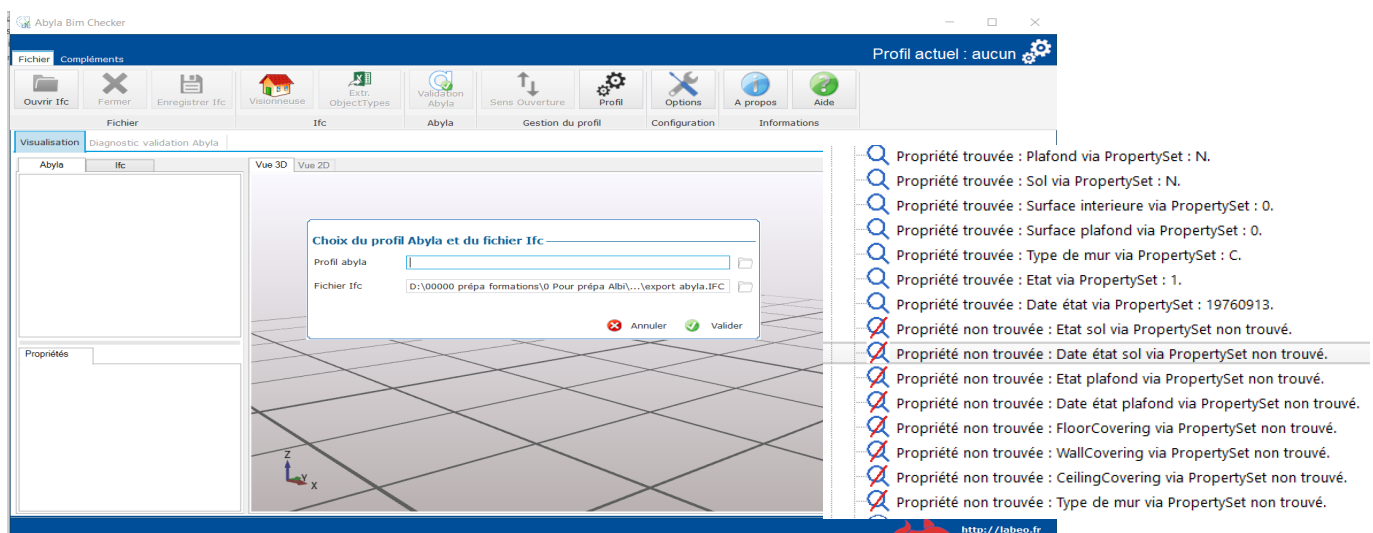 Abyla Bim Checker
Fichier Compléments
Profil actuel : aucun
Ouvrir Ifc Fermer Enregistrer Ifc Visionneuse Extr. ObjectTypes Validation Abyla Sens Ouverture Profil Options A propos Aide
Fichier Ifc Abyla Gestion du profil Configuration Informations
Visualisation Diagnostic validation Abyla
Abyla Ifc Vue 3D Vue 2D
Choix du profil Abyla et du fichier Ifc
Profil abyla
Fichier Ifc D:\00000 prépa formations\0 Pour prépa Albi\...\export abyla.IFC
Annuler Valider
Propriétés
Z
Y
X
Propriété trouvée : Plafond via PropertySet : N.
Propriété trouvée : Sol via PropertySet : N.
Propriété trouvée : Surface interieure via PropertySet : 0.
Propriété trouvée : Surface plafond via PropertySet : 0.
Propriété trouvée : Type de mur via PropertySet : C.
Propriété trouvée : Etat via PropertySet : 1.
Propriété trouvée : Date état via PropertySet : 19760913.
Propriété non trouvée : Etat sol via PropertySet non trouvé.
Propriété non trouvée : Date état sol via PropertySet non trouvé.
Propriété non trouvée : Etat plafond via PropertySet non trouvé.
Propriété non trouvée : Date état plafond via PropertySet non trouvé.
Propriété non trouvée : FloorCovering via PropertySet non trouvé.
Propriété non trouvée : WallCovering via PropertySet non trouvé.
Propriété non trouvée : CeilingCovering via PropertySet non trouvé.
Propriété non trouvée : Type de mur via PropertySet non trouvé.
http://labeo.fr